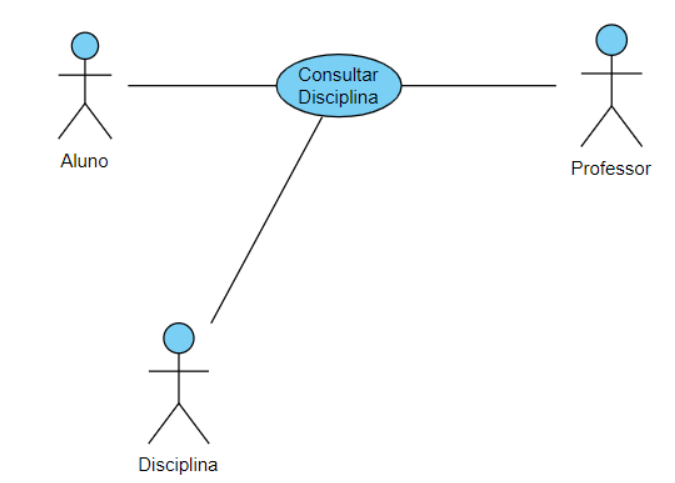 Consultar
Disciplina
Aluno
Professor
Disciplina